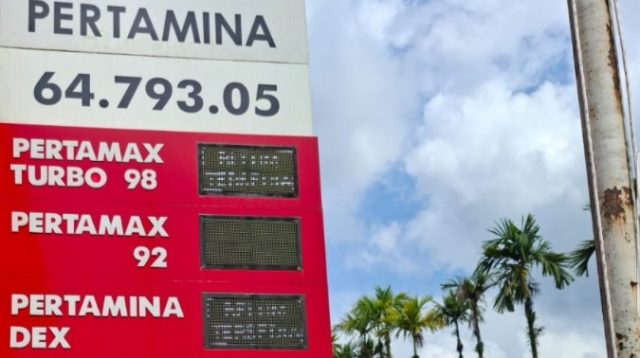 PERTAMINA
64.793.05
PERTAMAX
TURBO 98
PERTAMAX
92
PERTAMINA
DEX